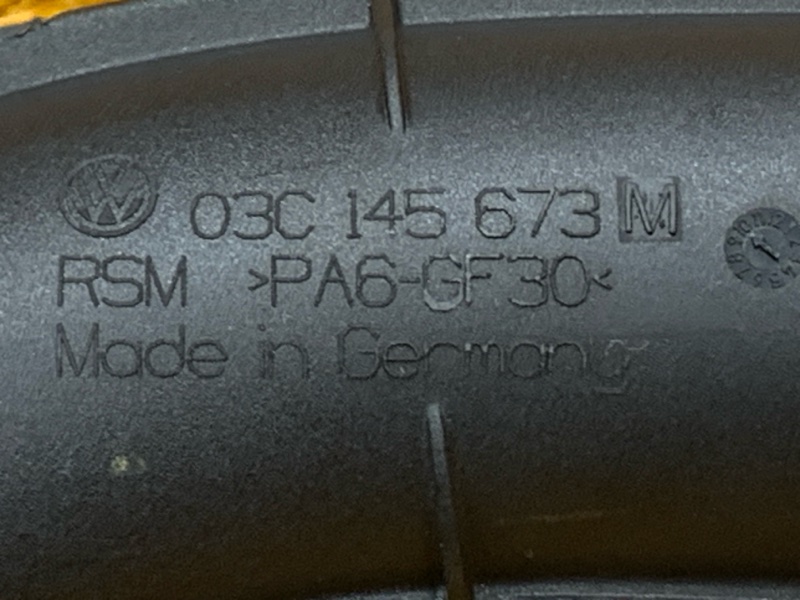 03C 145 673 M
RSM >PA6-GF30<
Made in Germany